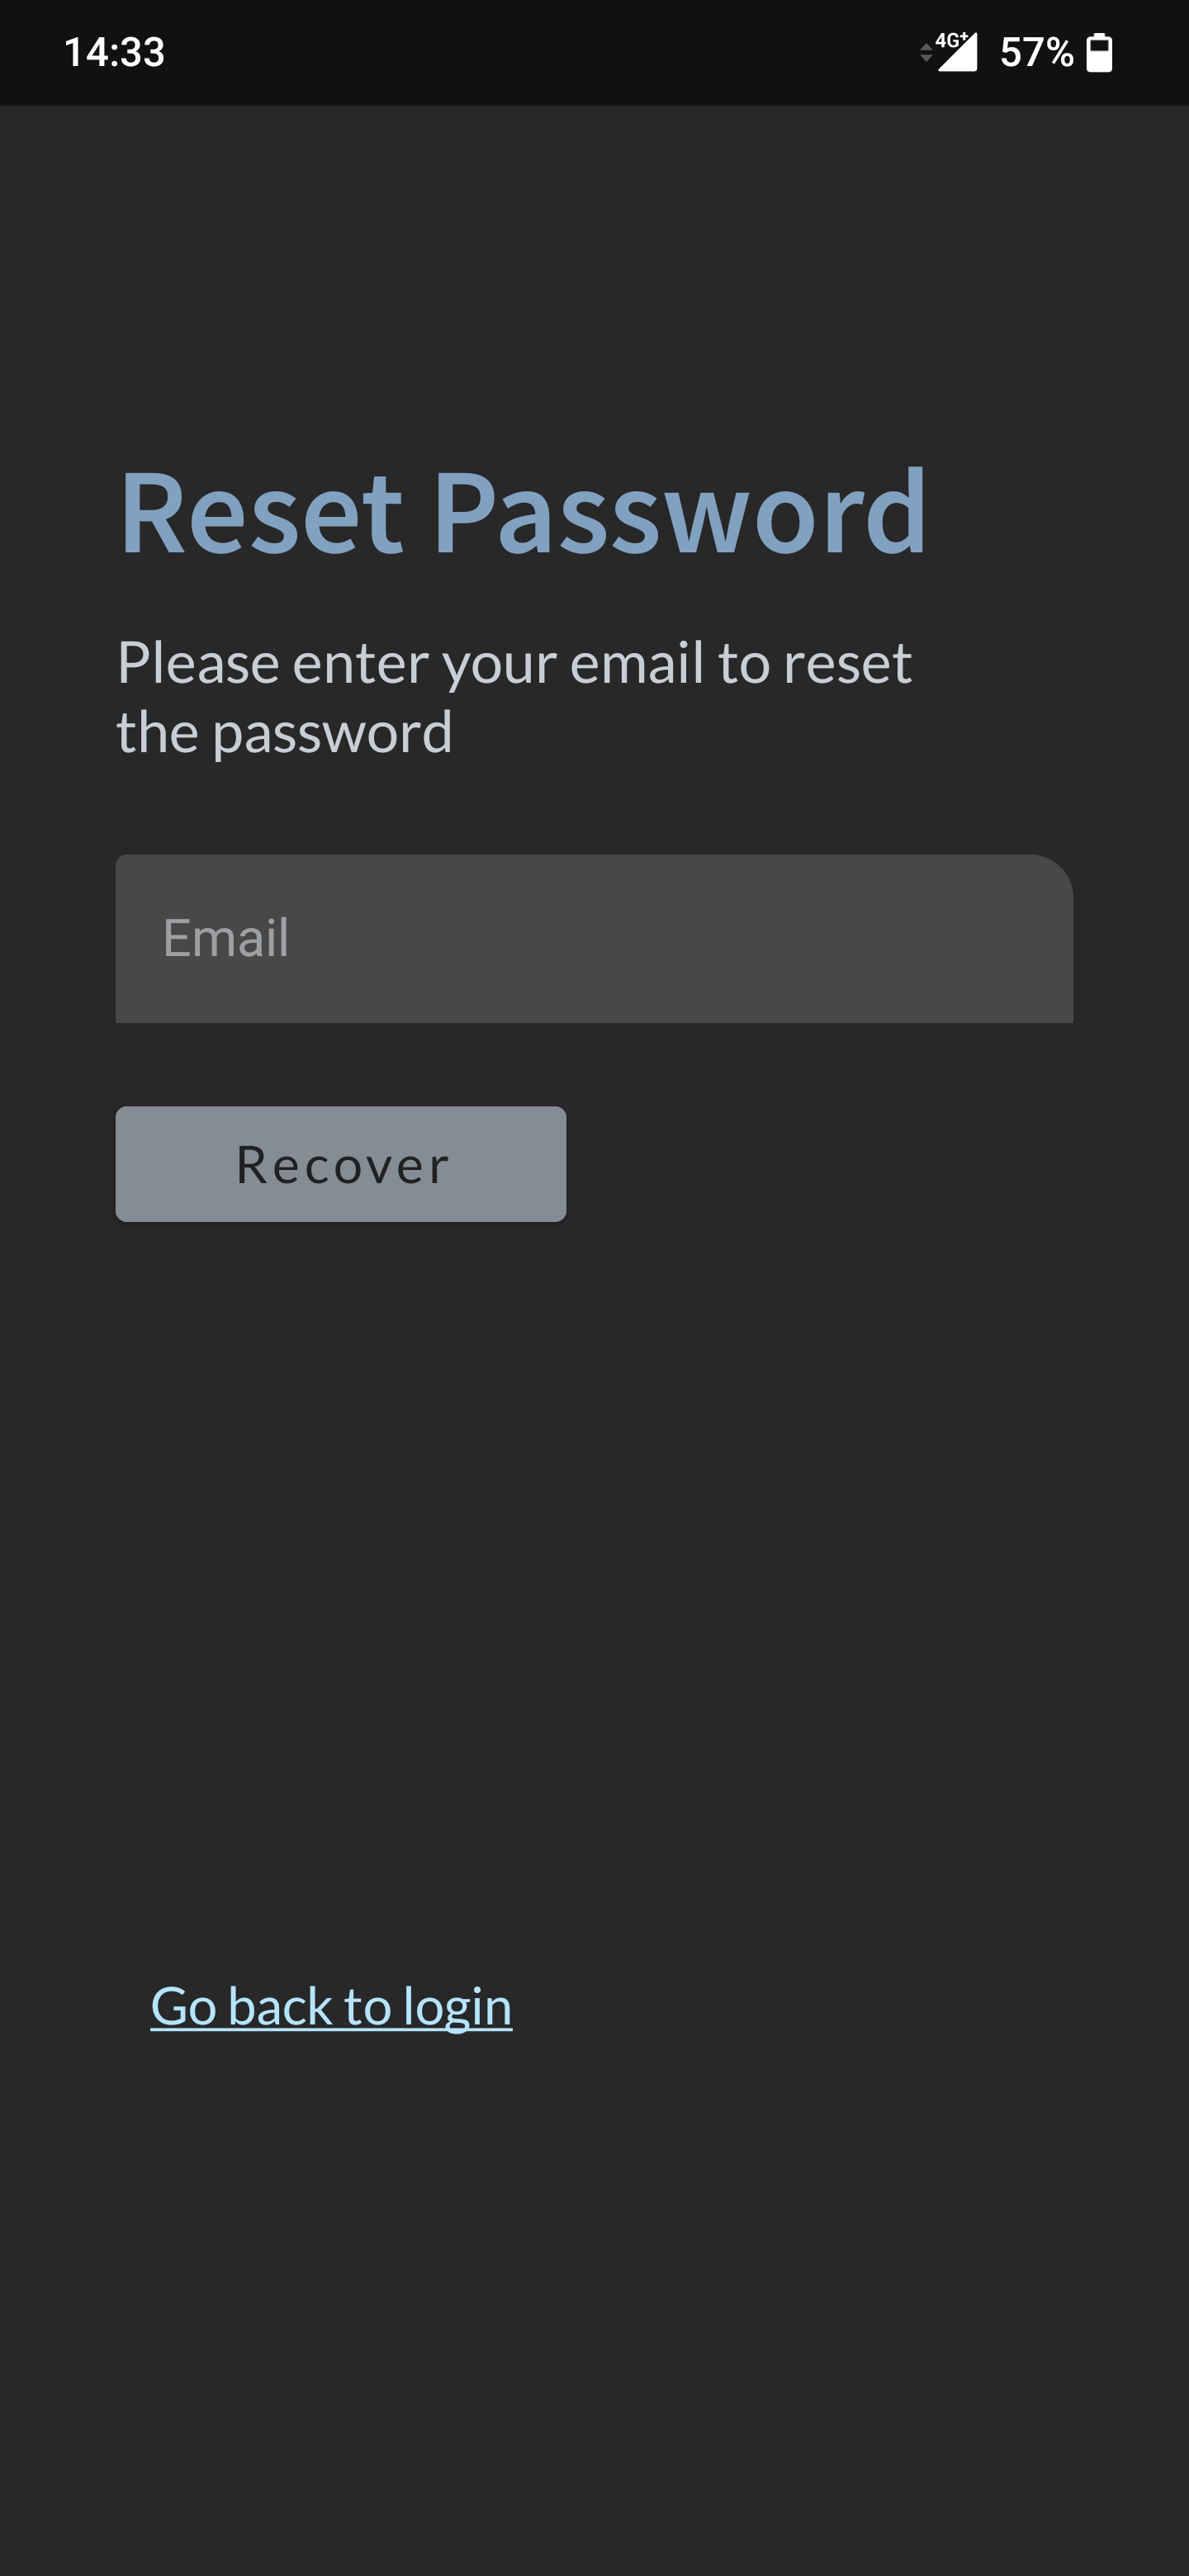 14:33
4G+
57%
Reset Password
Please enter your email to reset
the password
Email
Recover
Go back to login